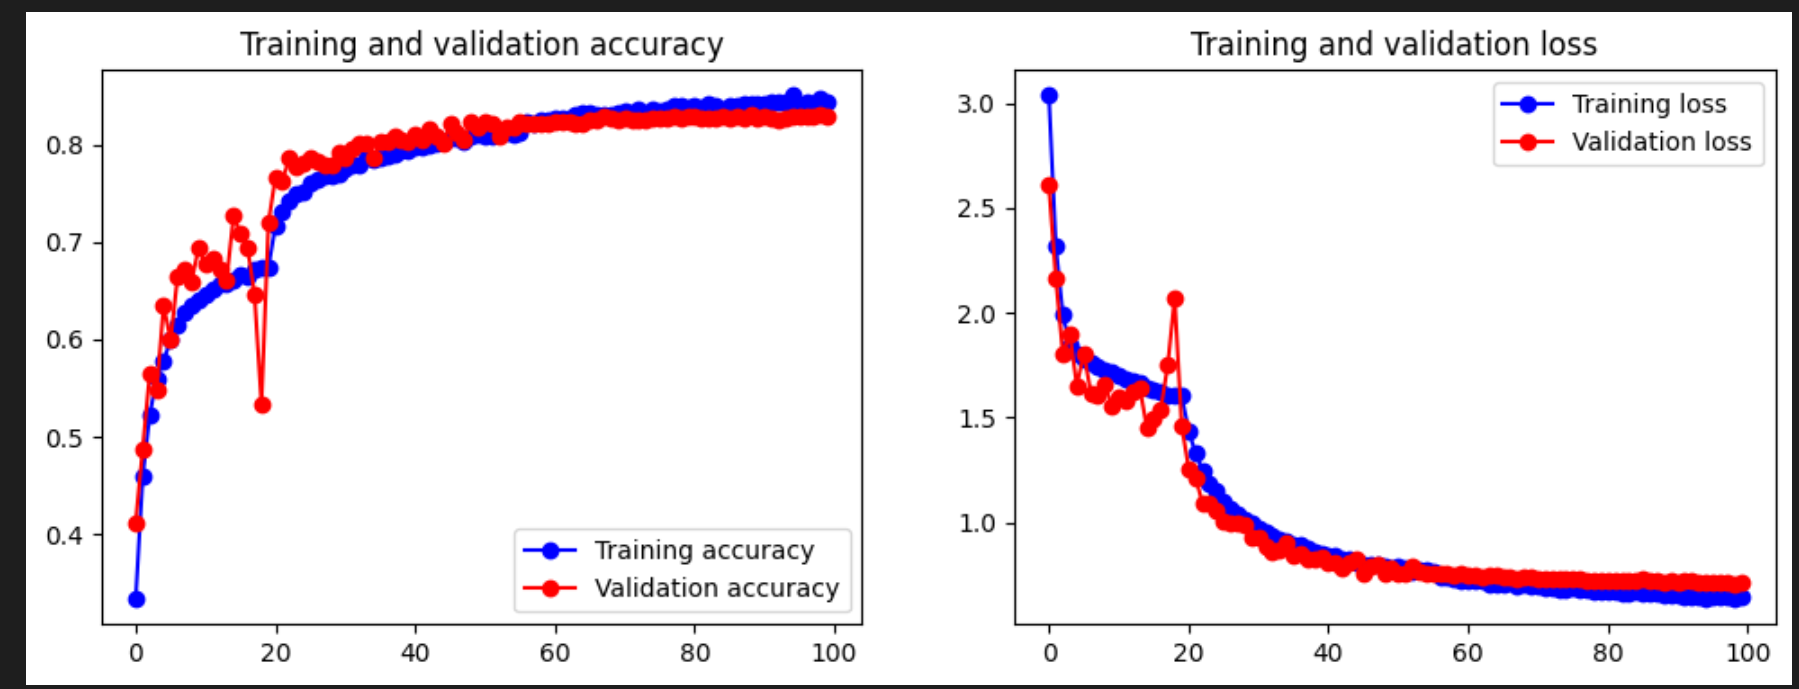 Training and validation accuracy
0.8
0.7
0.6
0.5
0.4
Training accuracy
Validation accuracy
0 20 40 60 80 100
Training and validation loss
3.0
2.5
2.0
1.5
1.0
Training loss
Validation loss
0 20 40 60 80 100